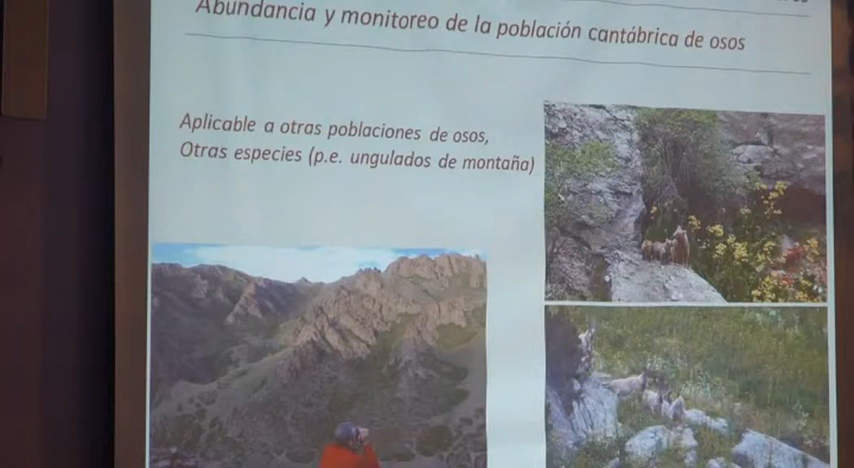 Abundancia y monitoreo de la población cantábrica de osos
Aplicable a otras poblaciones de osos,
Otras especies (p.e. ungulados de montaña)